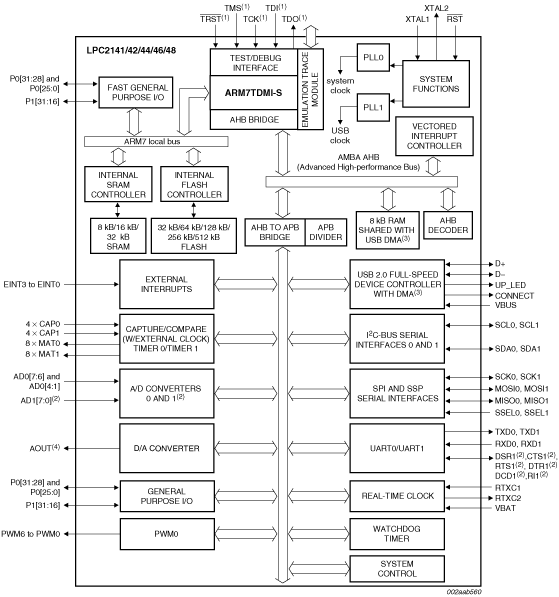 TMS(1) TDI(1) XTAL2
TRST(1) TCK(1) TDO(1) XTAL1 RST
LPC2141/42/44/46/48
P0[31:28] and
P0[25:0]
P1[31:16]
FAST GENERAL
PURPOSE I/O
TEST/DEBUG
INTERFACE
ARM7TDMI-S
AHB BRIDGE
EMULATION TRACE
MODULE
PLL0
system
clock
PLL1
USB
clock
SYSTEM
FUNCTIONS
VECTORED
INTERRUPT
CONTROLLER
ARM7 local bus
AMBA AHB
(Advanced High-performance Bus)
INTERNAL
SRAM
CONTROLLER
INTERNAL
FLASH
CONTROLLER
8 kB/16 kB/
32 kB
SRAM
32 kB/64 kB/128 kB/
256 kB/512 kB
FLASH
AHB TO APB
BRIDGE
APB
DIVIDER
8 kB RAM
SHARED WITH
USB DMA(3)
AHB
DECODER
EINT3 to EINT0
EXTERNAL
INTERRUPTS
USB 2.0 FULL-SPEED
DEVICE CONTROLLER
WITH DMA(3)
D+
D−
UP_LED
CONNECT
VBUS
4 × CAP0
4 × CAP1
8 × MAT0
8 × MAT1
CAPTURE/COMPARE
(W/EXTERNAL CLOCK)
TIMER 0/TIMER 1
I2C-BUS SERIAL
INTERFACES 0 AND 1
SCL0, SCL1
SDA0, SDA1
AD0[7:6] and
AD0[4:1]
AD1[7:0](2)
A/D CONVERTERS
0 AND 1(2)
SPI AND SSP
SERIAL INTERFACES
SCK0, SCK1
MOSI0, MOSI1
MISO0, MISO1
SSEL0, SSEL1
AOUT(4)
D/A CONVERTER
UART0/UART1
TXD0, TXD1
RXD0, RXD1
DSR1(2),CTS1(2),
RTS1(2), DTR1(2)
DCD1(2),RI1(2)
P0[31:28] and
P0[25:0]
P1[31:16]
GENERAL
PURPOSE I/O
REAL-TIME CLOCK
RTXC1
RTXC2
VBAT
PWM6 to PWM0
PWM0
WATCHDOG
TIMER
SYSTEM
CONTROL
002aab560